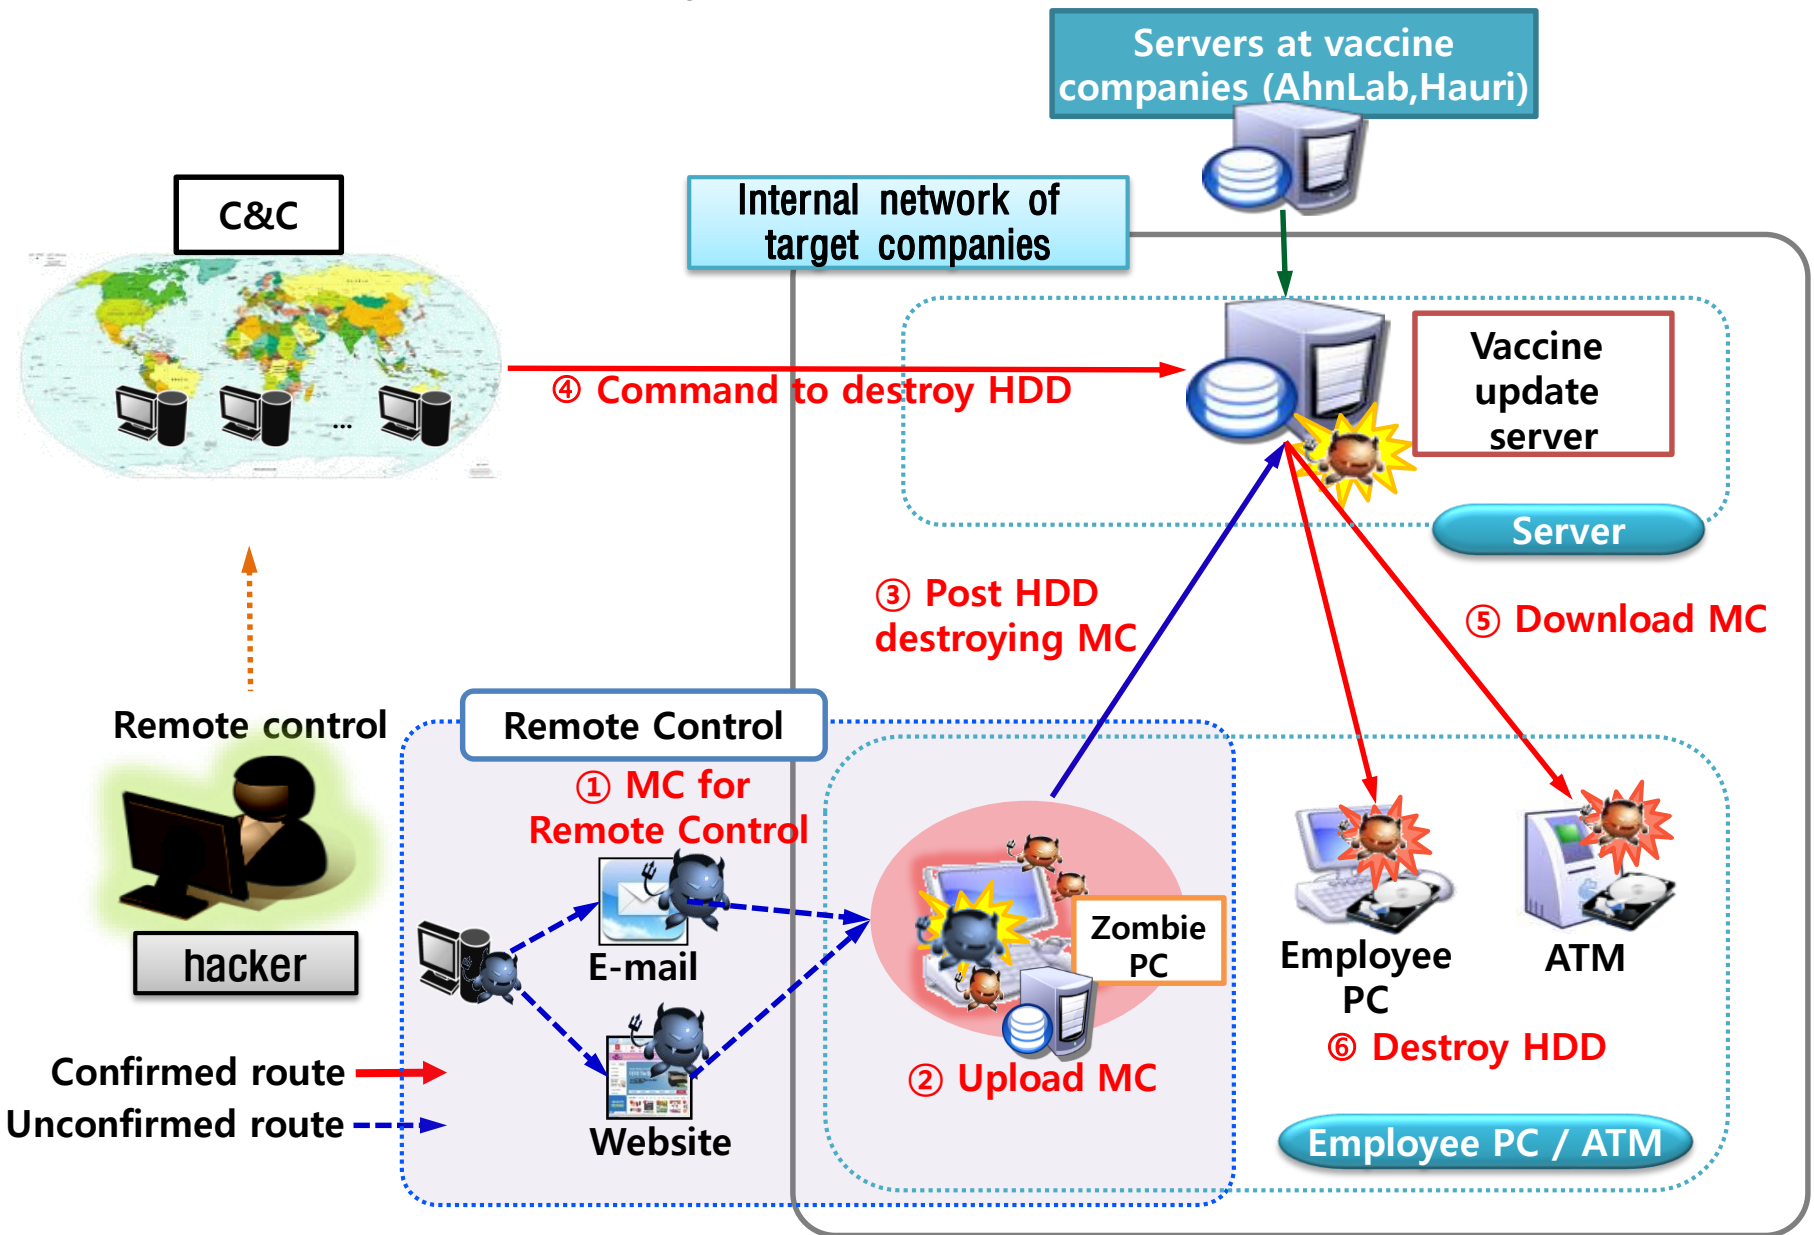 Servers at vaccine
companies (AhnLab,Hauri)
C&C
Internal network of
target companies
Vaccine
update
server
④ Command to destroy HDD
...
Server
③ Post HDD
destroying MC
⑤ Download MC
Remote control
Remote Control
① MC for
Remote Control
hacker
E-mail
Zombie
PC
Employee
PC
ATM
⑥ Destroy HDD
② Upload MC
Confirmed route
Unconfirmed route
Website
Employee PC / ATM